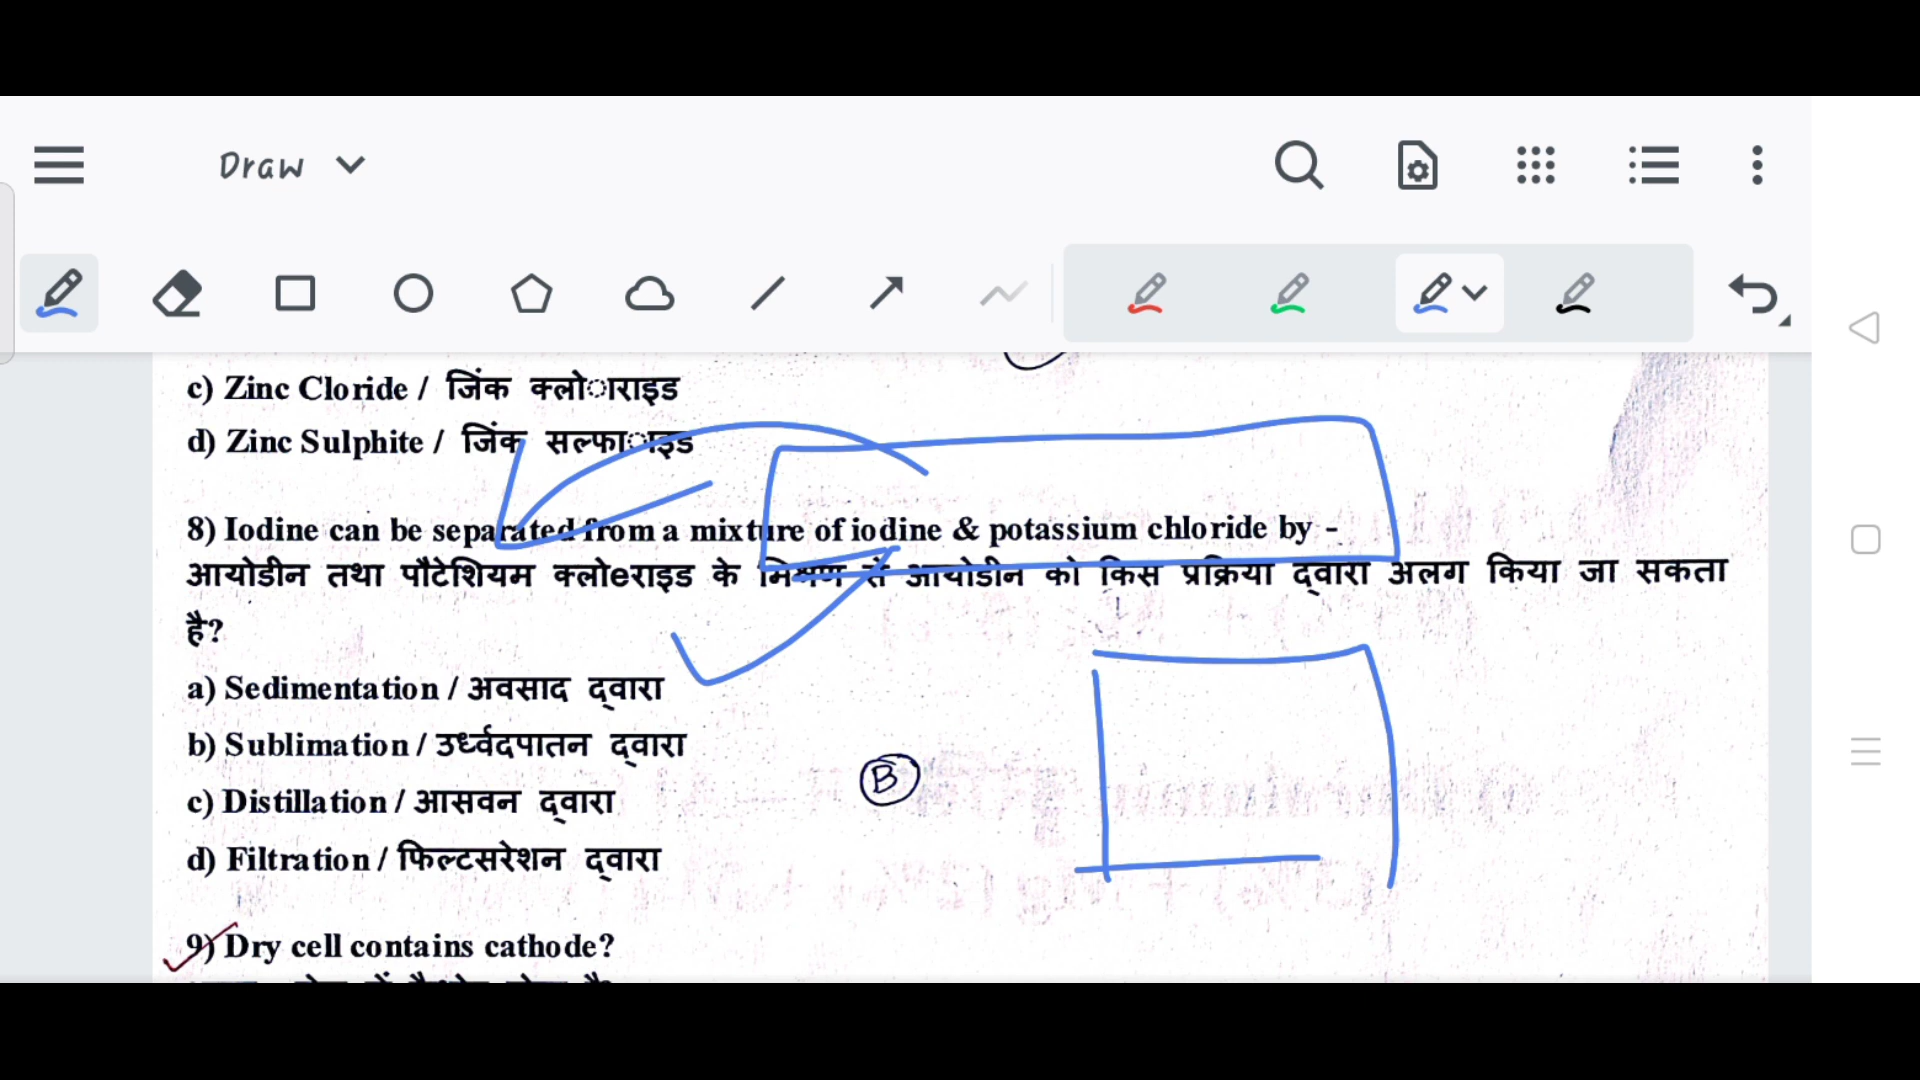 Draw
c) Zinc Cloride / जिंक क्लोाराइड
d) Zinc Sulphite / जिंक सल्फााइड
8) Iodine can be separated from a mixture of iodine & potassium chloride by -
आयोडीन तथा पौटेशियम क्लोeराइड के मिश्रण से आयोडीन को किस प्रक्रिया द्वारा अलग किया जा सकता
है?
a) Sedimentation / अवसाद द्वारा
b) Sublimation / उर्ध्वदपातन द्वारा
c) Distillation / आसवन द्वारा
B
d) Filtration / फिल्टसरेशन द्वारा
9) Dry cell contains cathode?